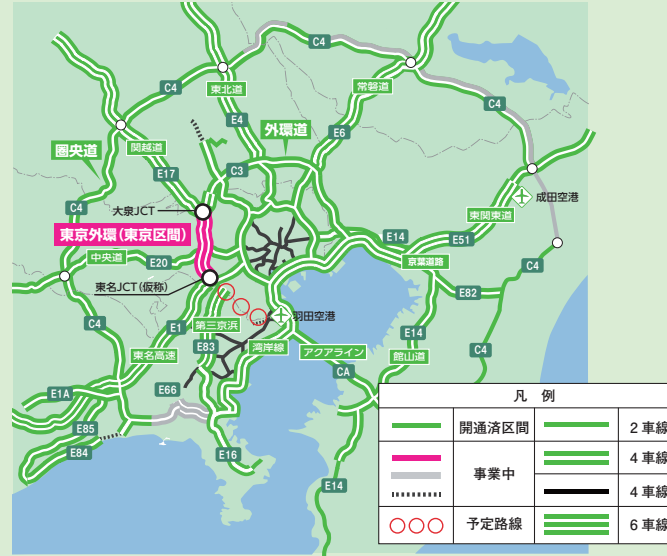 C4
C4
東北道
常磐道
C4
E4
外環道
E6
圏央道
関越道
E17
C3
C4
大泉JCT
成田空港
東関東道
東京外環(東京区間)
中央道
E20
E14
E51
京葉道路
C4
東名JCT(仮称)
E82
C4
E1
第三京浜
羽田空港
E14
東名高速
E83
湾岸線
アクアライン
館山道
C4
E1A
E66
CA
E85
E84
E16
E14
凡 例
開通済区間
2車線
事業中
4車線
4車線
予定路線
6車線